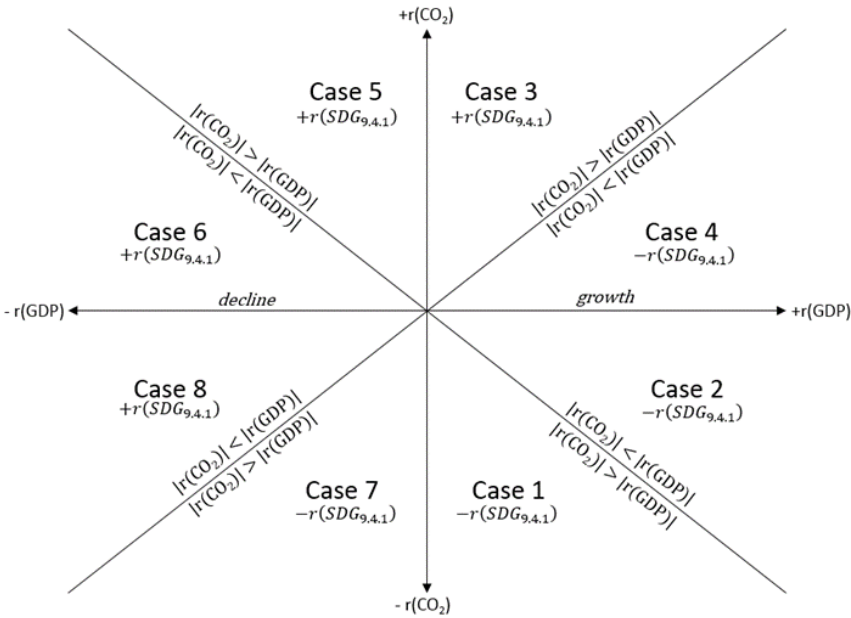 +r(CO₂)
Case 5
+r(SDG₉.₄.₁)
Case 3
+r(SDG₉.₄.₁)
|r(CO₂)| > |r(GDP)|
|r(CO₂)| < |r(GDP)|
|r(CO₂)| > |r(GDP)|
|r(CO₂)| < |r(GDP)|
Case 6
+r(SDG₉.₄.₁)
Case 4
−r(SDG₉.₄.₁)
decline
growth
- r(GDP)
+r(GDP)
Case 8
+r(SDG₉.₄.₁)
Case 2
−r(SDG₉.₄.₁)
|r(CO₂)| < |r(GDP)|
|r(CO₂)| > |r(GDP)|
|r(CO₂)| < |r(GDP)|
|r(CO₂)| > |r(GDP)|
Case 7
−r(SDG₉.₄.₁)
Case 1
−r(SDG₉.₄.₁)
- r(CO₂)